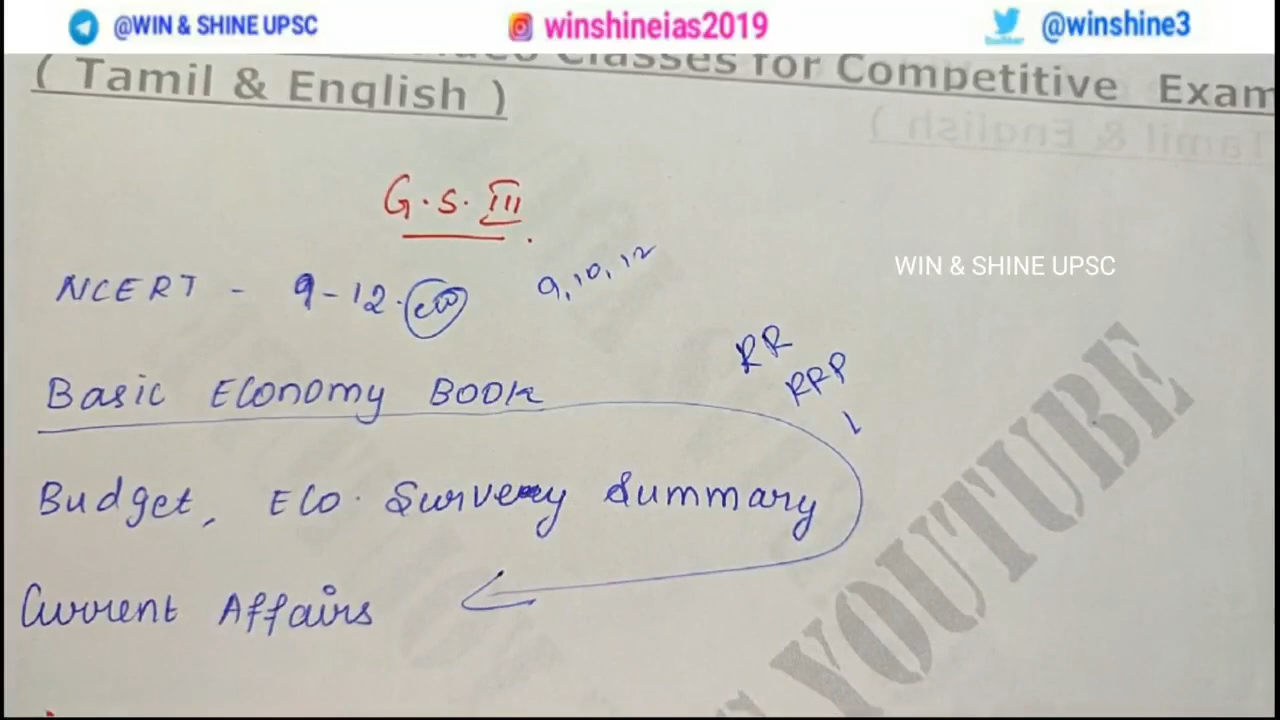 @WIN & SHINE UPSC winshineias2019 @winshine3
Classes for Competitive Exam
( Tamil & English )
G.S. III
NCERT - 9-12. eco 9, 10, 12
WIN & SHINE UPSC
RR
RRP
Basic Economy Book
Budget, Eco. Survey Summary
Current Affairs
YOUTUBE